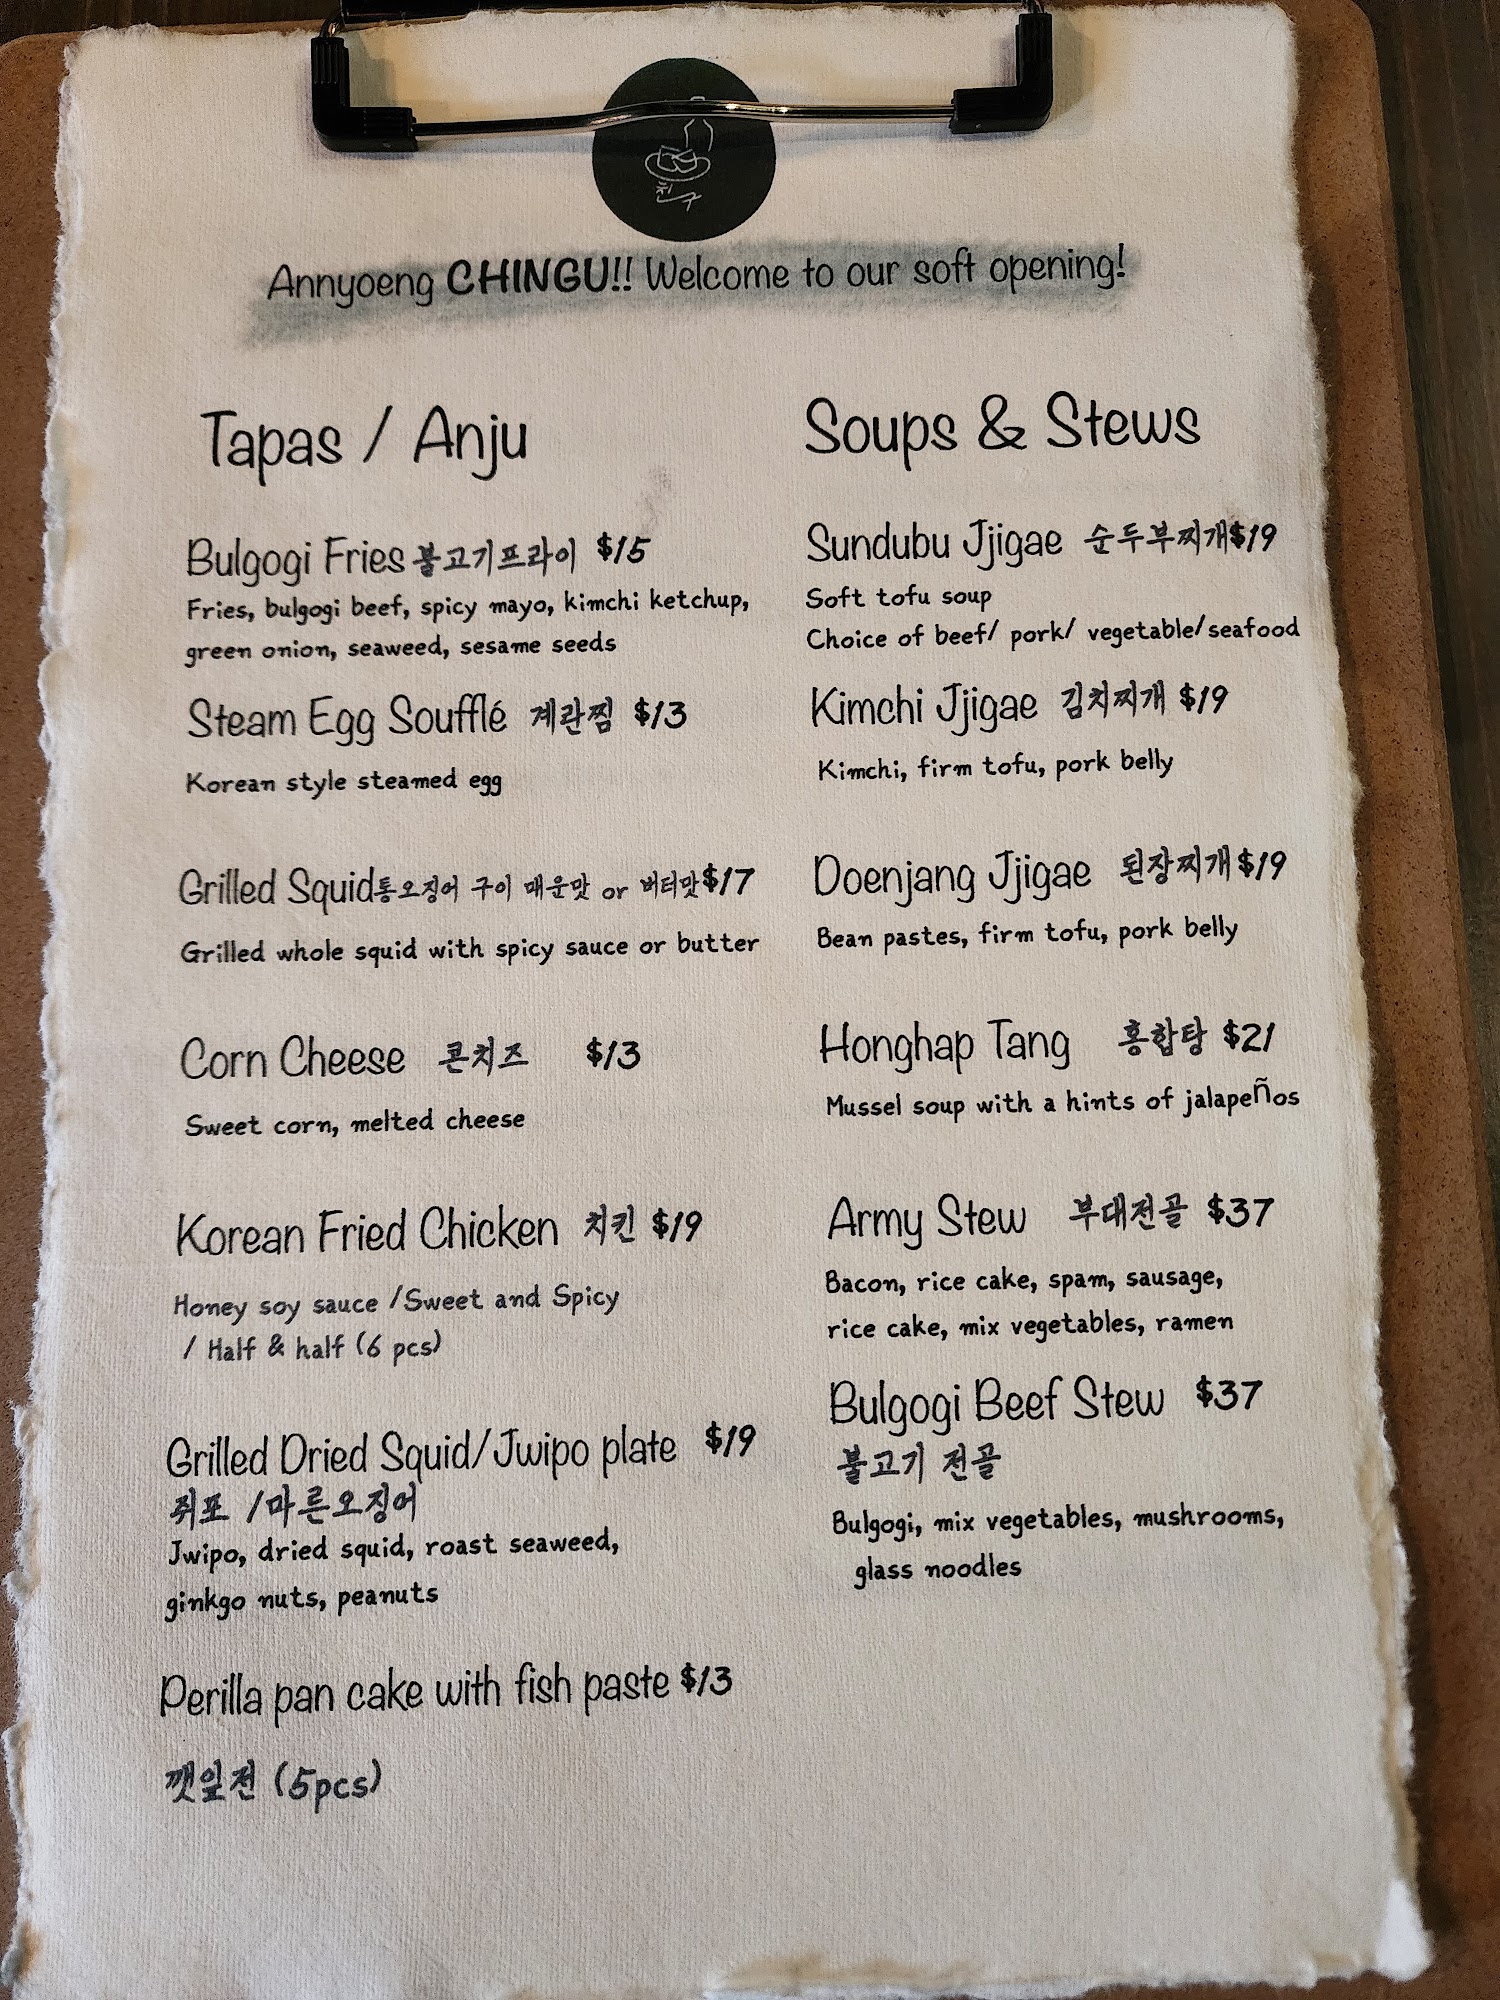 친구
Annyoeng CHINGU!! Welcome to our soft opening!
Tapas / Anju
Bulgogi Fries 불고기프라이 $15
Fries, bulgogi beef, spicy mayo, kimchi ketchup,
green onion, seaweed, sesame seeds
Steam Egg Soufflé 계란찜 $13
Korean style steamed egg
Grilled Squid통오징어 구이 매운맛 or 버터맛$17
Grilled whole squid with spicy sauce or butter
Corn Cheese 콘치즈 $13
Sweet corn, melted cheese
Korean Fried Chicken 치킨 $19
Honey soy sauce /Sweet and Spicy
/ Half & half (6 pcs)
Grilled Dried Squid/Jwipo plate $19
쥐포 /마른오징어
Jwipo, dried squid, roast seaweed,
ginkgo nuts, peanuts
Perilla pan cake with fish paste $13
깻잎전 (5pcs)
Soups & Stews
Sundubu Jjigae 순두부찌개$19
Soft tofu soup
Choice of beef/ pork/ vegetable/seafood
Kimchi Jjigae 김치찌개 $19
Kimchi, firm tofu, pork belly
Doenjang Jjigae 된장찌개$19
Bean pastes, firm tofu, pork belly
Honghap Tang 홍합탕 $21
Mussel soup with a hints of jalapeños
Army Stew 부대전골 $37
Bacon, rice cake, spam, sausage,
rice cake, mix vegetables, ramen
Bulgogi Beef Stew $37
불고기 전골
Bulgogi, mix vegetables, mushrooms,
glass noodles